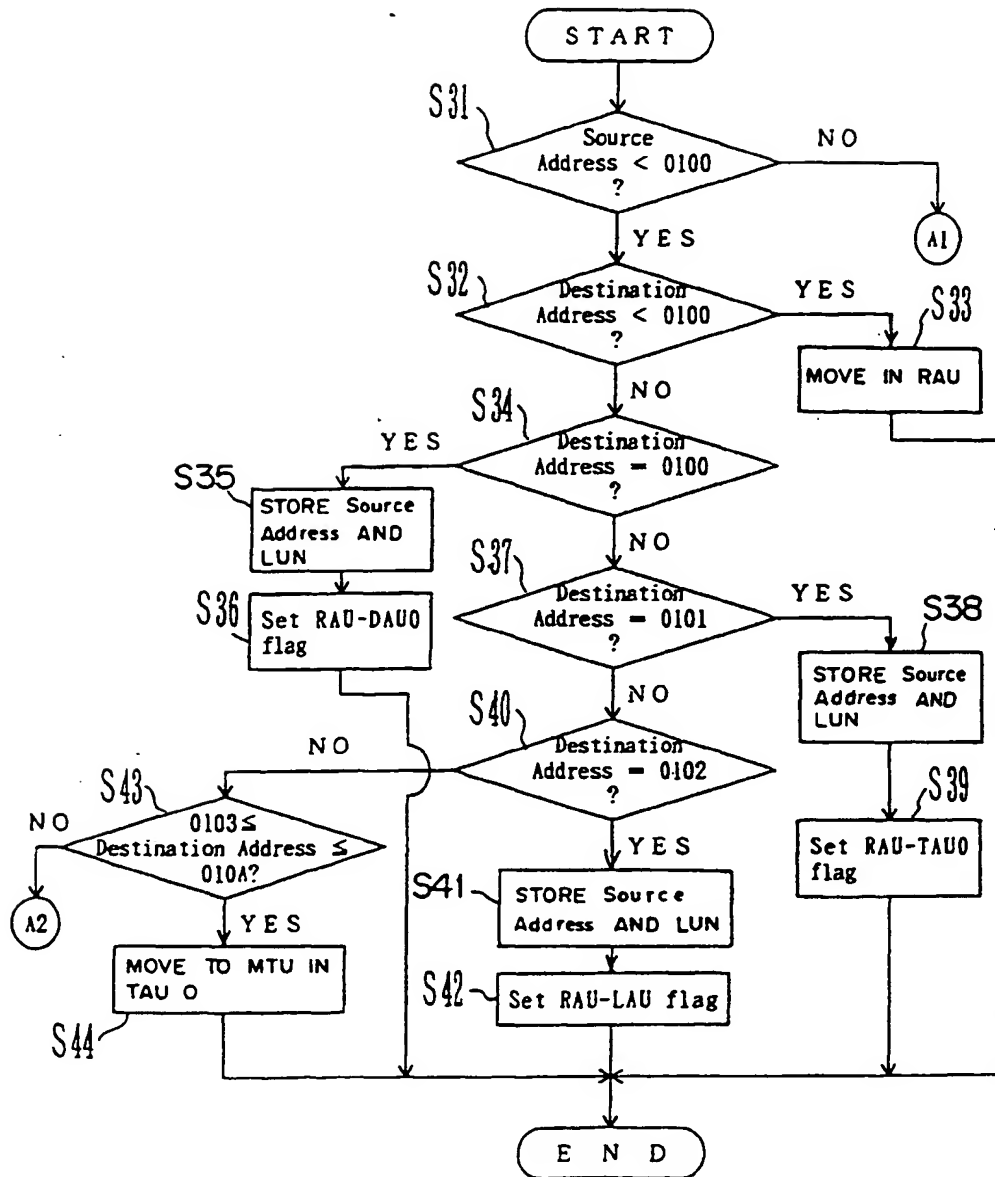 START
S31
Source
Address < 0100
?
NO
A1
YES
S32
Destination
Address < 0100
?
YES
S33
MOVE IN RAU
NO
S34
Destination
Address = 0100
?
YES
S35
STORE Source
Address AND
LUN
S36
Set RAU-DAU0
flag
NO
S37
Destination
Address = 0101
?
YES
S38
STORE Source
Address AND
LUN
S39
Set RAU-TAU0
flag
NO
S40
Destination
Address = 0102
?
NO
S43
0103≤
Destination Address ≤
010A?
NO
A2
YES
MOVE TO MTU IN
TAU 0
S44
YES
S41
STORE Source
Address AND LUN
S42
Set RAU-LAU flag
END